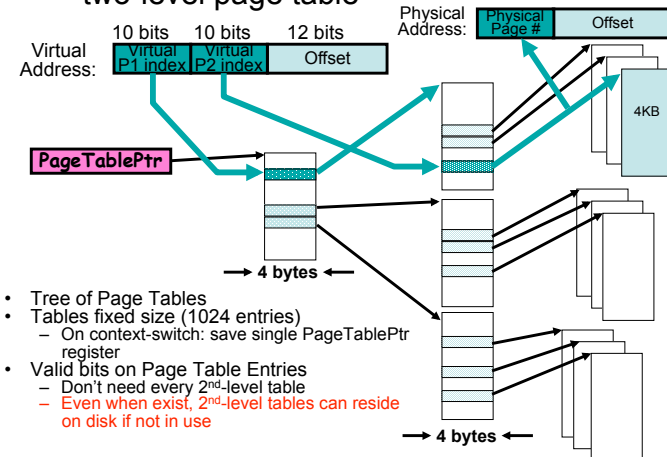 two-level page table
10 bits 10 bits 12 bits
Virtual Address:
Virtual P1 index
Virtual P2 index
Offset
Physical Address:
Physical Page #
Offset
4KB
PageTablePtr
4 bytes
• Tree of Page Tables
• Tables fixed size (1024 entries)
– On context-switch: save single PageTablePtr
register
• Valid bits on Page Table Entries
– Don't need every 2nd-level table
– Even when exist, 2nd-level tables can reside
on disk if not in use
4 bytes